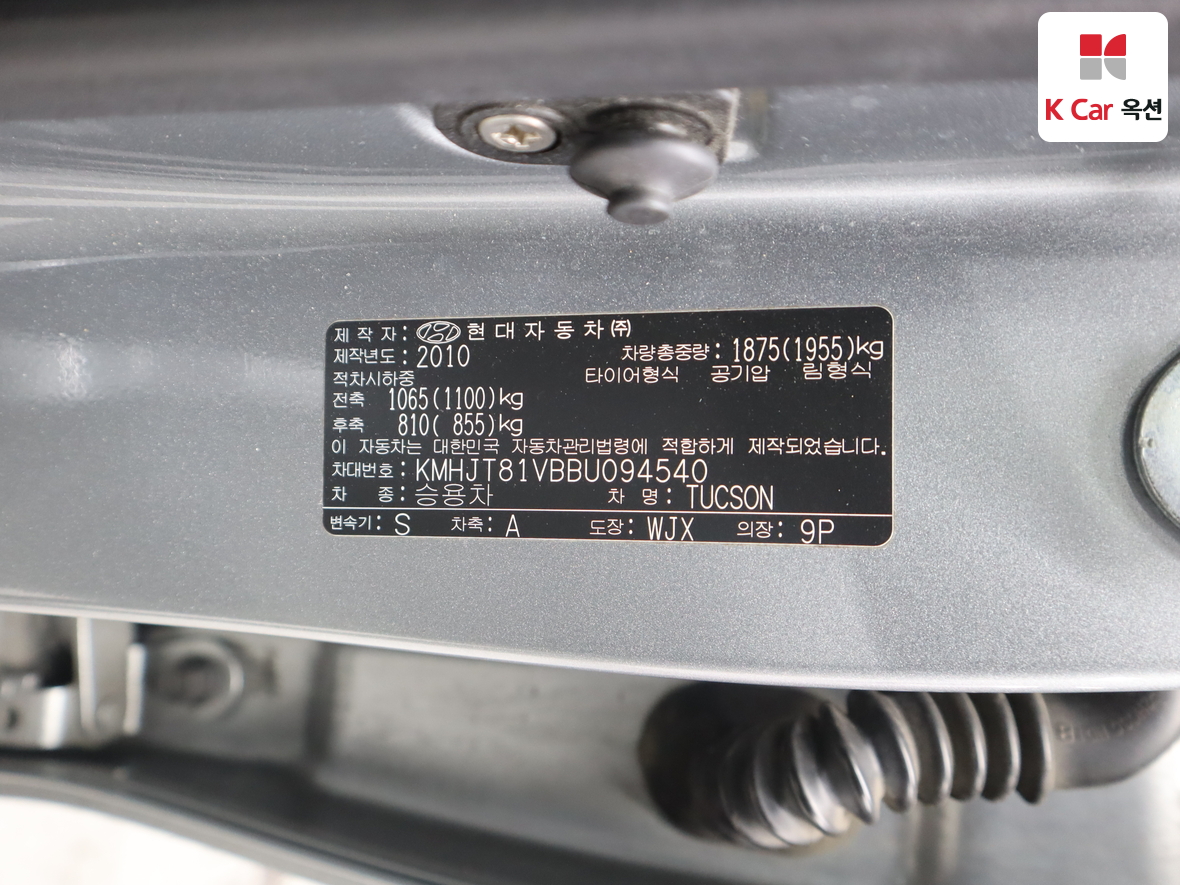 K Car 옥션
제 작 자 : 현 대 자 동 차 ㈜
제작년도 : 2010 차량총중량 : 1875(1955)kg
적차시하중 타이어형식 공기압 림형식
전축 1065(1100)kg
후축 810( 855)kg
이 자동차는 대한민국 자동차관리법령에 적합하게 제작되었습니다.
차대번호 : KMHJT81VBBU094540
차 종 : 승용차 차 명 : TUCSON
변속기 : S 차축 : A 도장 : WJX 의장 : 9P